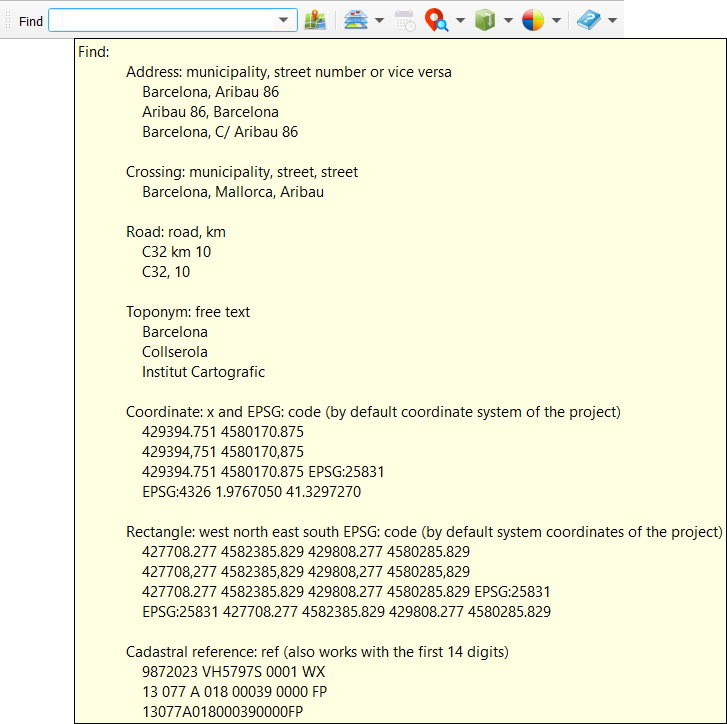 Find
Find:
Address: municipality, street number or vice versa
Barcelona, Aribau 86
Aribau 86, Barcelona
Barcelona, C/ Aribau 86
Crossing: municipality, street, street
Barcelona, Mallorca, Aribau
Road: road, km
C32 km 10
C32, 10
Toponym: free text
Barcelona
Collserola
Institut Cartografic
Coordinate: x and EPSG: code (by default coordinate system of the project)
429394.751 4580170.875
429394,751 4580170,875
429394.751 4580170.875 EPSG:25831
EPSG:4326 1.9767050 41.3297270
Rectangle: west north east south EPSG: code (by default system coordinates of the project)
427708.277 4582385.829 429808.277 4580285.829
427708,277 4582385,829 429808,277 4580285,829
427708.277 4582385.829 429808.277 4580285.829 EPSG:25831
EPSG:25831 427708.277 4582385.829 429808.277 4580285.829
Cadastral reference: ref (also works with the first 14 digits)
9872023 VH5797S 0001 WX
13 077 A 018 00039 0000 FP
13077A018000390000FP